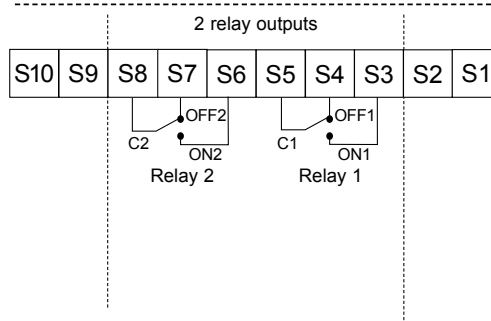 2 relay outputs
S10 S9 S8 S7 S6 S5 S4 S3 S2 S1
OFF2 OFF1
C2 ON2 C1 ON1
Relay 2 Relay 1